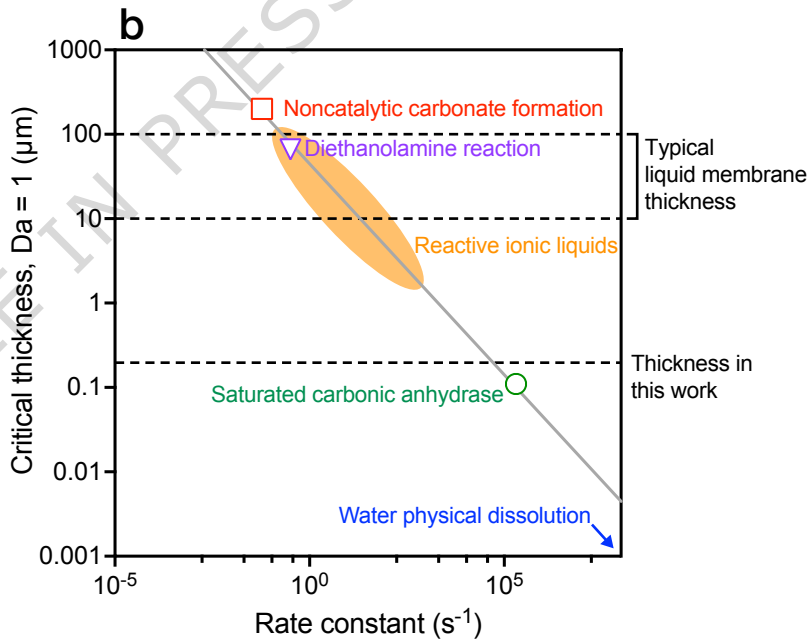 b
E IN PRESS
Critical thickness, Da = 1 (μm)
1000
100
10
1
0.1
0.01
0.001
Noncatalytic carbonate formation
Diethanolamine reaction
Typical
liquid membrane
thickness
Reactive ionic liquids
Thickness in
this work
Saturated carbonic anhydrase
Water physical dissolution
10⁻⁵
10⁰
10⁵
Rate constant (s⁻¹)